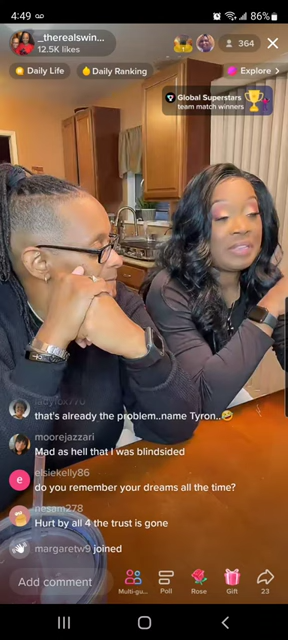 4:49
86%
_therealswin...
12.5K likes
364
Daily Life
Daily Ranking
Explore >
Global Superstars
team match winners
that's already the problem..name Tyron..
moorejazzari
Mad as hell that I was blindsided
elsiekelly86
e
do you remember your dreams all the time?
nesam278
Hurt by all 4 the trust is gone
margaretw9 joined
Add comment
Multi-gu...
Poll
Rose
Gift
23